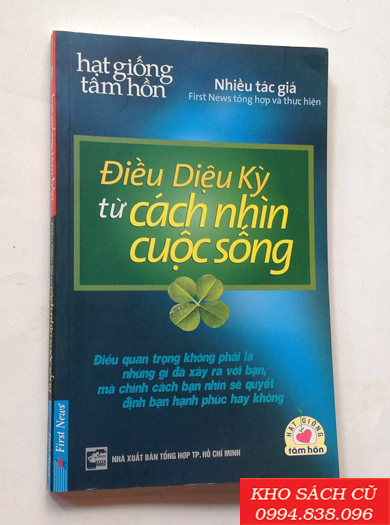 hạt giống
tâm hồn
Nhiều tác giả
First News tổng hợp và thực hiện
Điều Diệu Kỳ
từ cách nhìn
cuộc sống
Điều quan trọng không phải là
những gì đã xảy ra với bạn,
mà chính cách bạn nhìn sẽ quyết
định bạn hạnh phúc hay không
First News
NHÀ XUẤT BẢN TỔNG HỢP TP. HỒ CHÍ MINH
HẠT GIỐNG
tâm hồn
KHO SÁCH CŨ
0994.838.096